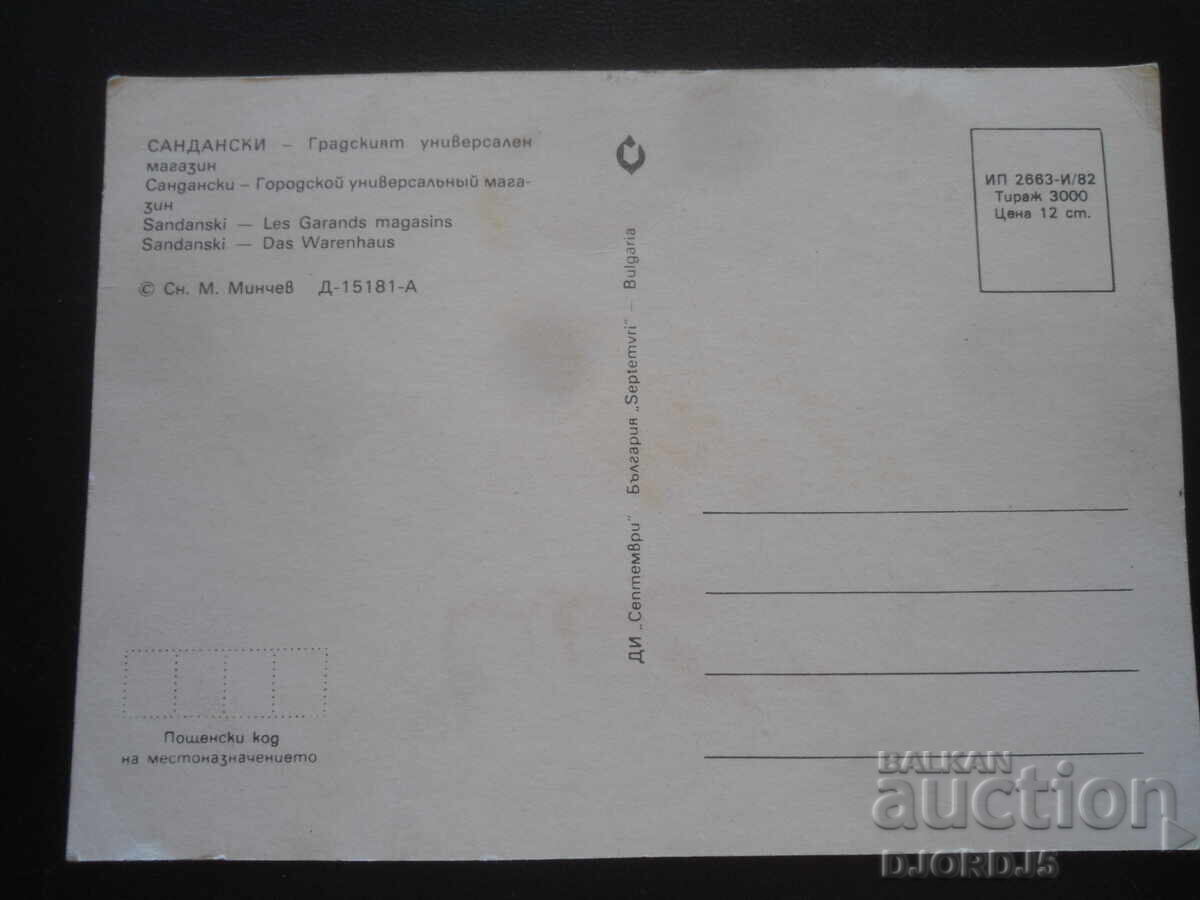 САНДАНСКИ – Градският универсален
магазин
Сандански – Городской универсальный мага-
зин
Sandanski — Les Garands magasins
Sandanski — Das Warenhaus
© Сн. М. Минчев Д-15181-А
ДИ „Септември" България „Septemvri" — Bulgaria
ИП 2663-И/82
Тираж 3000
Цена 12 ст.
Пощенски код
на местоназначението
BALKAN
auction
DJORDJ5